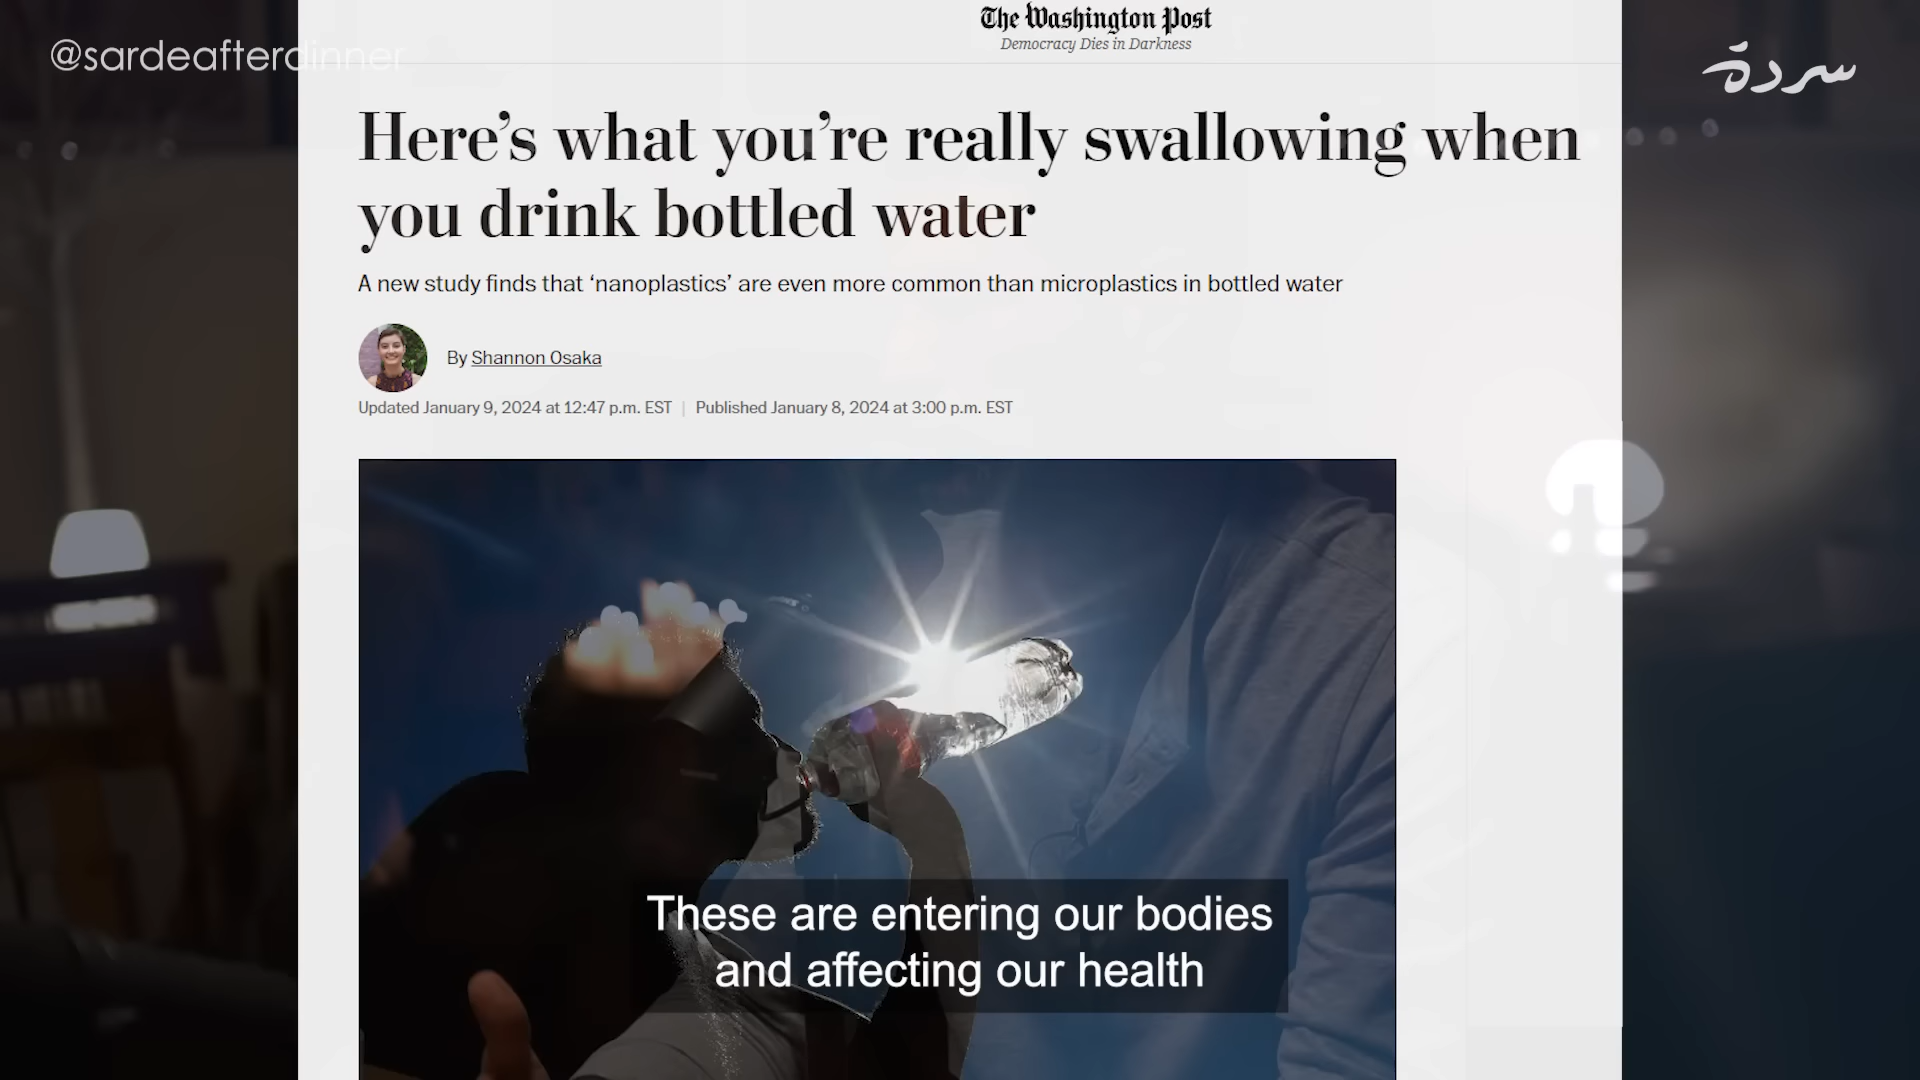 The Washington Post
Democracy Dies in Darkness
@sardeafterdinner
سردة
Here's what you're really swallowing when
you drink bottled water
A new study finds that ‘nanoplastics’ are even more common than microplastics in bottled water
By Shannon Osaka
Updated January 9, 2024 at 12:47 p.m. EST | Published January 8, 2024 at 3:00 p.m. EST
These are entering our bodies
and affecting our health